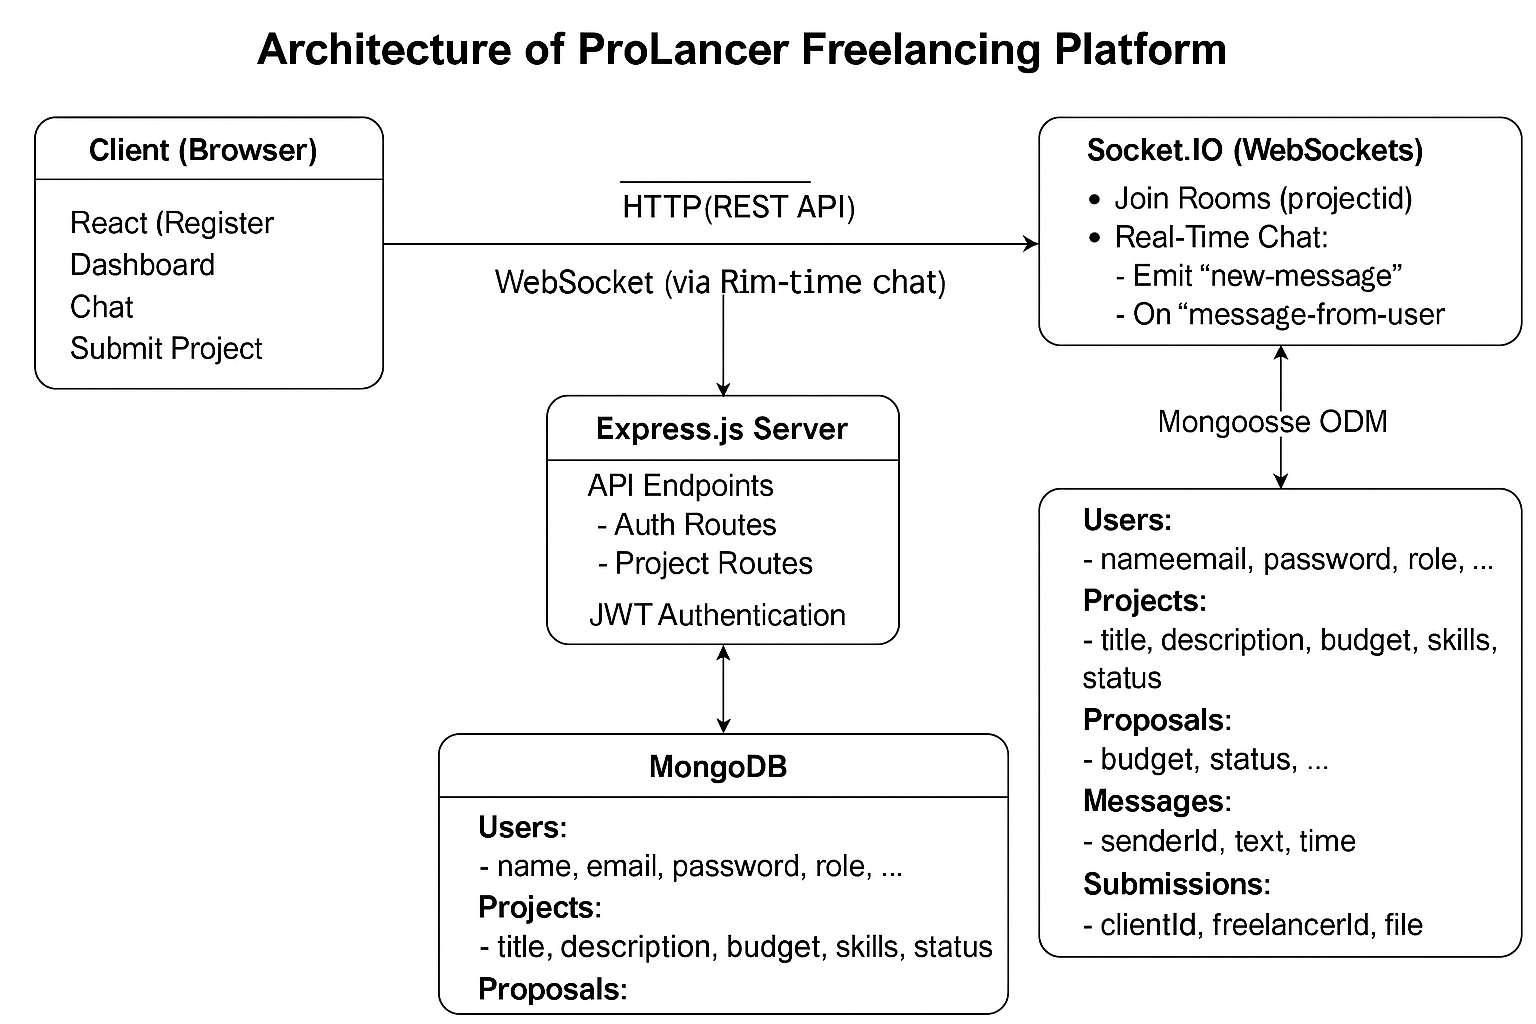 Architecture of ProLancer Freelancing Platform
Client (Browser)
React (Register
Dashboard
Chat
Submit Project
HTTP(REST API)
WebSocket (via Rim-time chat)
Socket.IO (WebSockets)
• Join Rooms (projectid)
• Real-Time Chat:
- Emit “new-message”
- On “message-from-user
Express.js Server
API Endpoints
- Auth Routes
- Project Routes
JWT Authentication
Mongoosse ODM
MongoDB
Users:
- name, email, password, role, ...
Projects:
- title, description, budget, skills, status
Proposals:
Users:
- nameemail, password, role, ...
Projects:
- title, description, budget, skills,
status
Proposals:
- budget, status, ...
Messages:
- senderId, text, time
Submissions:
- clientId, freelancerId, file